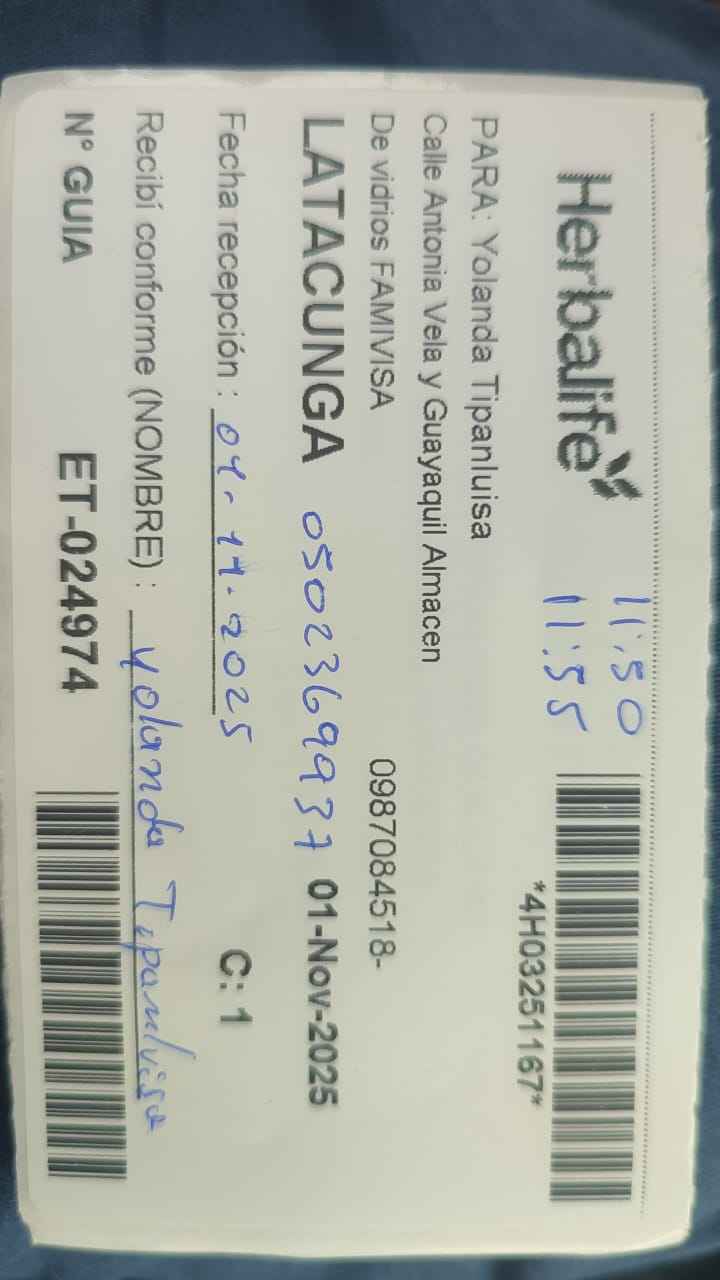 Herbalife
11:50
11:55
*4H03251167*
PARA: Yolanda Tipanluisa
Calle Antonia Vela y Guayaquil Almacen
De vidrios FAMIVISA 0987084518-
LATACUNGA 0502369937 01-Nov-2025
Fecha recepción : 04-11-2025 C: 1
Recibí conforme (NOMBRE) : Yolanda Tipanluisa
N° GUIA ET-024974